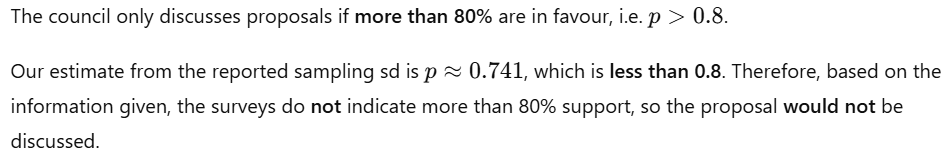 The council only discusses proposals if more than 80% are in favour, i.e. p > 0.8.
Our estimate from the reported sampling sd is p ≈ 0.741, which is less than 0.8. Therefore, based on the
information given, the surveys do not indicate more than 80% support, so the proposal would not be
discussed.